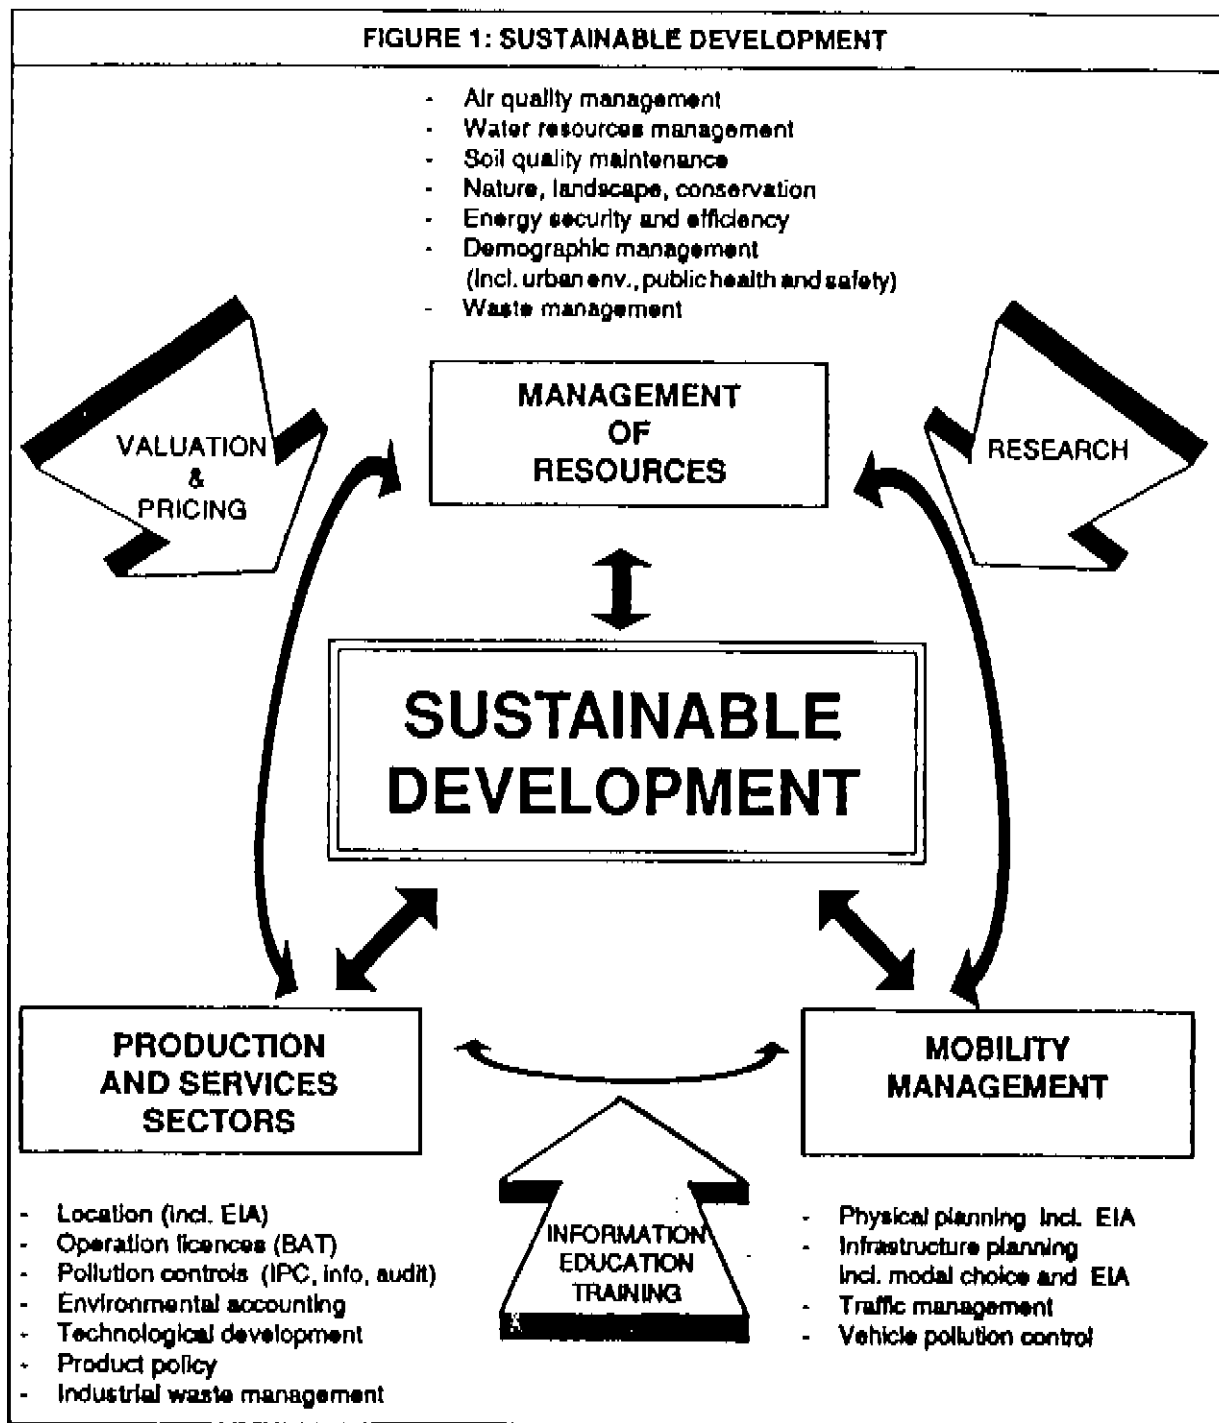 FIGURE 1: SUSTAINABLE DEVELOPMENT
- Air quality management
- Water resources management
- Soil quality maintenance
- Nature, landscape, conservation
- Energy security and efficiency
- Demographic management
(Incl. urban env., public health and safety)
- Waste management
VALUATION
&
PRICING
MANAGEMENT
OF
RESOURCES
RESEARCH
SUSTAINABLE
DEVELOPMENT
PRODUCTION
AND SERVICES
SECTORS
MOBILITY
MANAGEMENT
- Location (incl. EIA)
- Operation licences (BAT)
- Pollution controls (IPC, info, audit)
- Environmental accounting
- Technological development
- Product policy
- Industrial waste management
INFORMATION
EDUCATION
TRAINING
- Physical planning Incl. EIA
- Infrastructure planning
Incl. modal choice and EIA
- Traffic management
- Vehicle pollution control